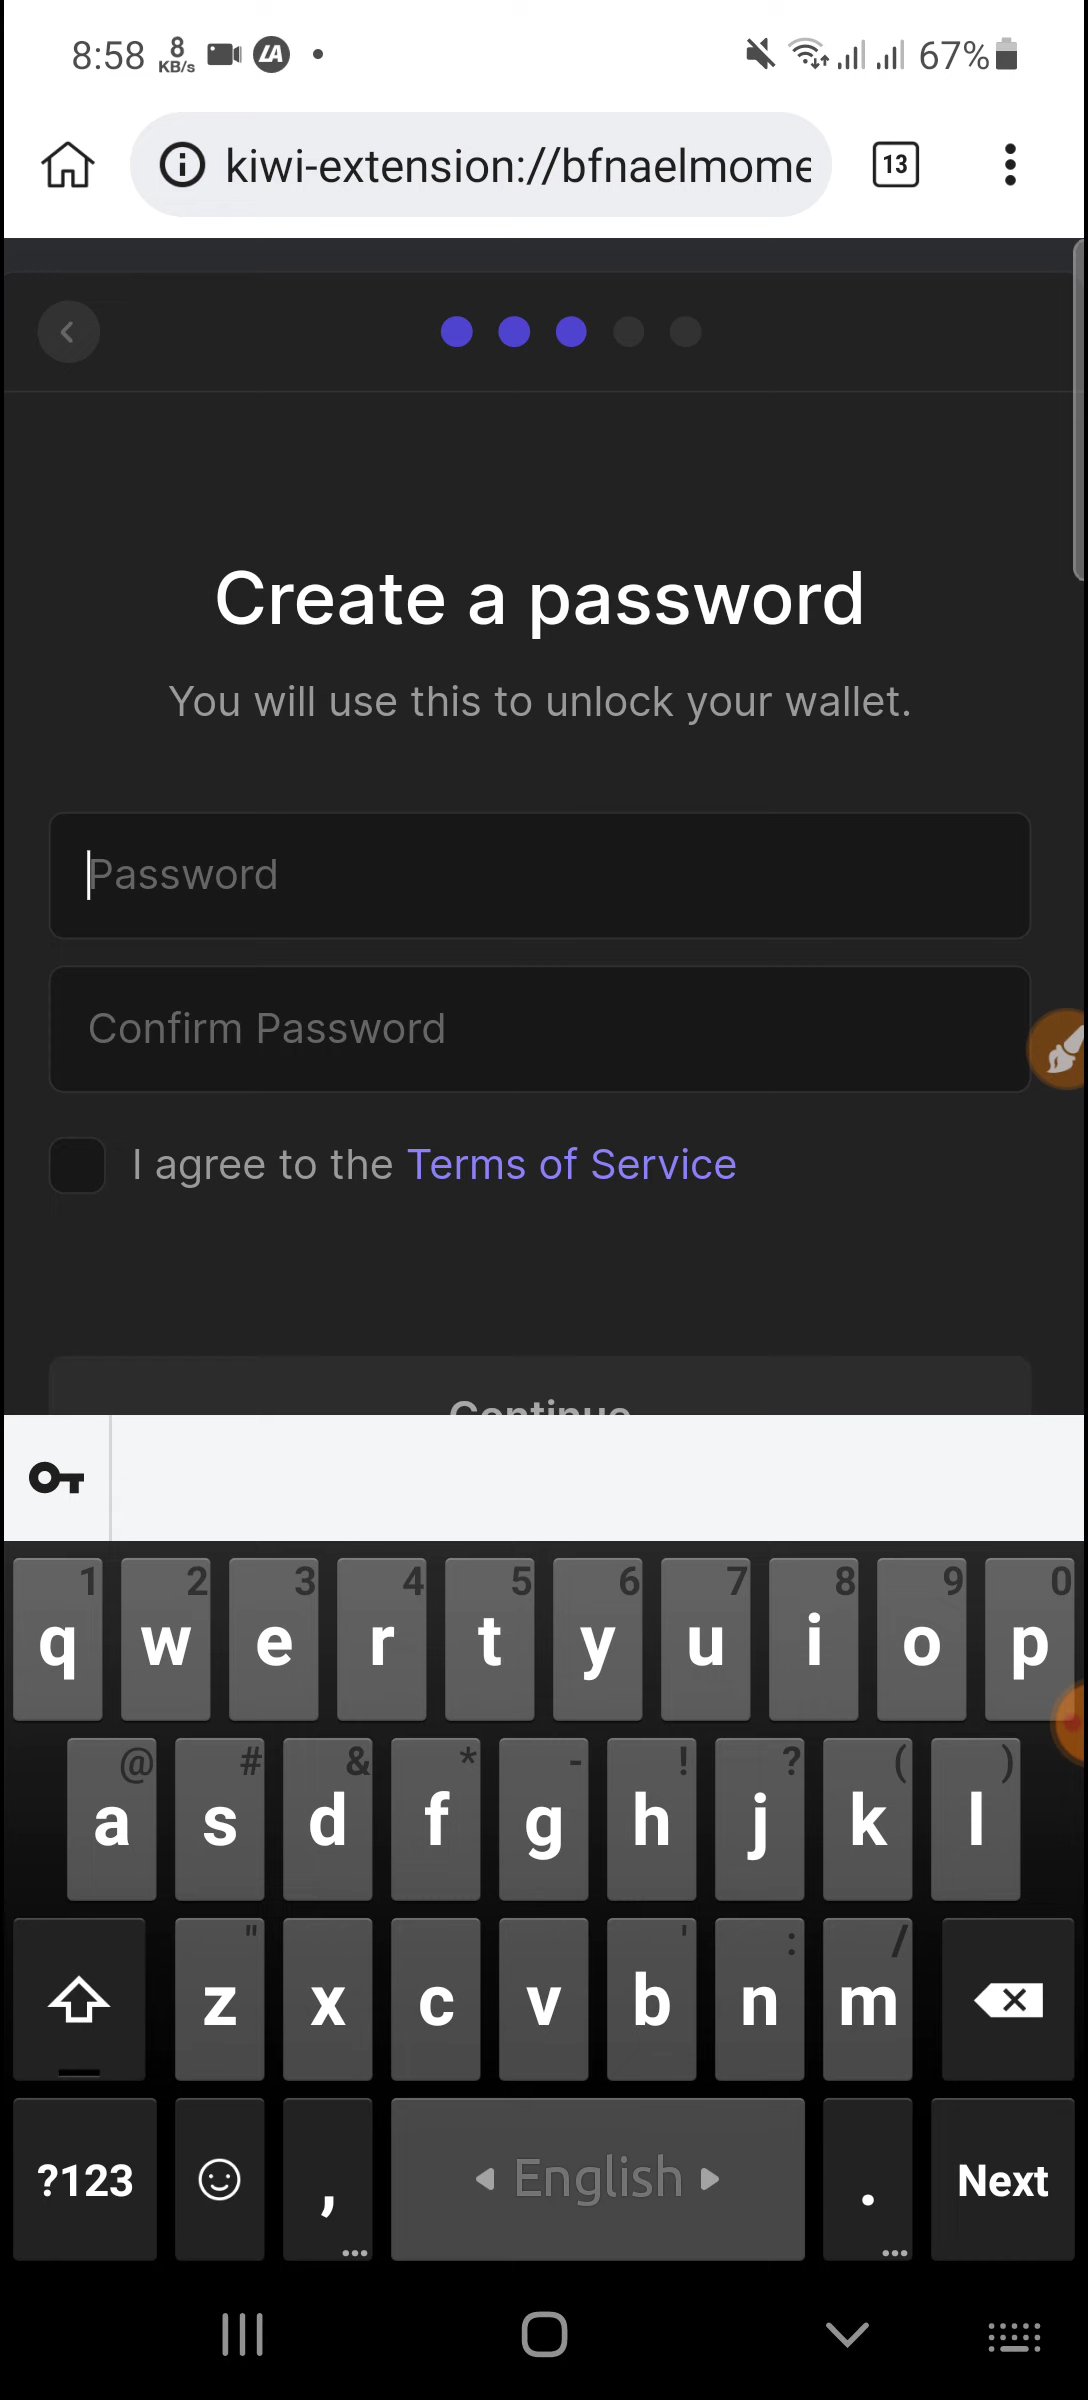 8:58 8 KB/s LA 67%
kiwi-extension://bfnaelmome 13
Create a password
You will use this to unlock your wallet.
Password
Confirm Password
I agree to the Terms of Service
Continue
1 2 3 4 5 6 7 8 9 0
q w e r t y u i o p
@ # & * - ! ? ( )
a s d f g h j k l
" ' : /
z x c v b n m
?123 , English . Next